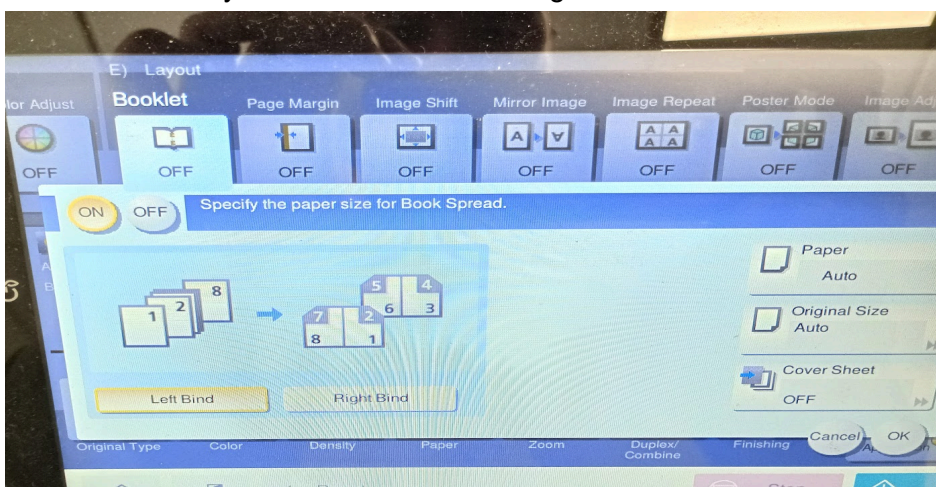 E) Layout
lor Adjust
Booklet
Page Margin
Image Shift
Mirror Image
Image Repeat
Poster Mode
Image Adj
OFF
OFF
OFF
OFF
OFF
OFF
OFF
OFF
ON
OFF
Specify the paper size for Book Spread.
1
2
8
7
8
2
1
5
6
4
3
Paper
Auto
Original Size
Auto
Cover Sheet
OFF
Left Bind
Right Bind
Cancel
OK
Original Type
Color
Density
Paper
Zoom
Duplex/
Combine
Finishing